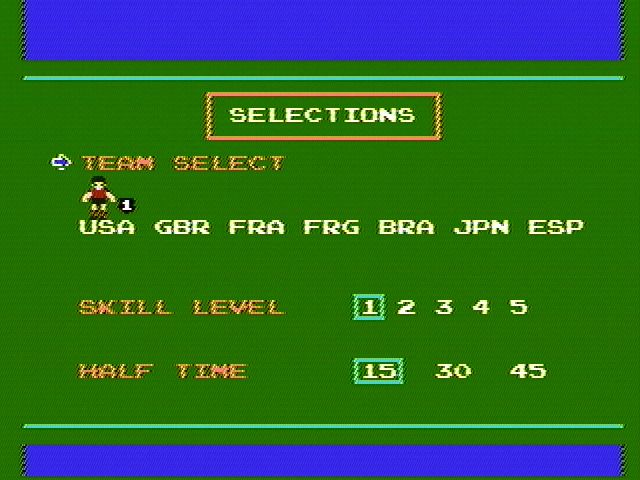 SELECTIONS
TEAM SELECT
1
USA GBR FRA FRG BRA JPN ESP
SKILL LEVEL 1 2 3 4 5
HALF TIME 15 30 45